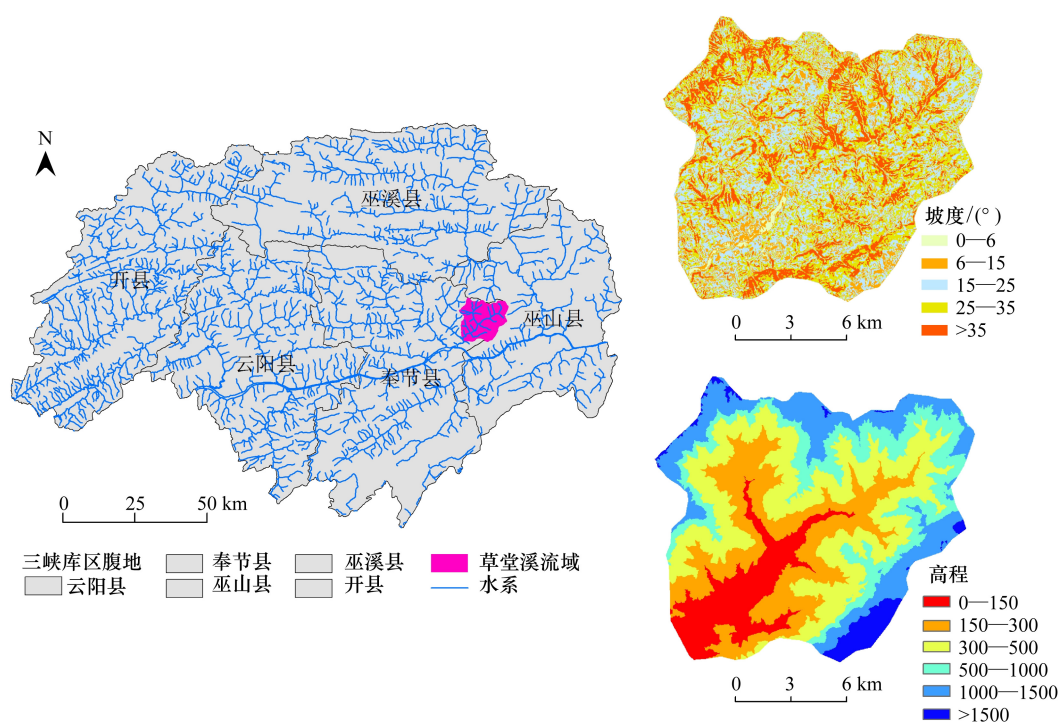 N
巫溪县
开县
巫山县
云阳县
奉节县
0 25 50 km
三峡库区腹地
奉节县
巫溪县
草堂溪流域
云阳县
巫山县
开县
水系
坡度/(°)
0—6
6—15
15—25
25—35
>35
0 3 6 km
高程
0—150
150—300
300—500
500—1000
1000—1500
>1500
0 3 6 km